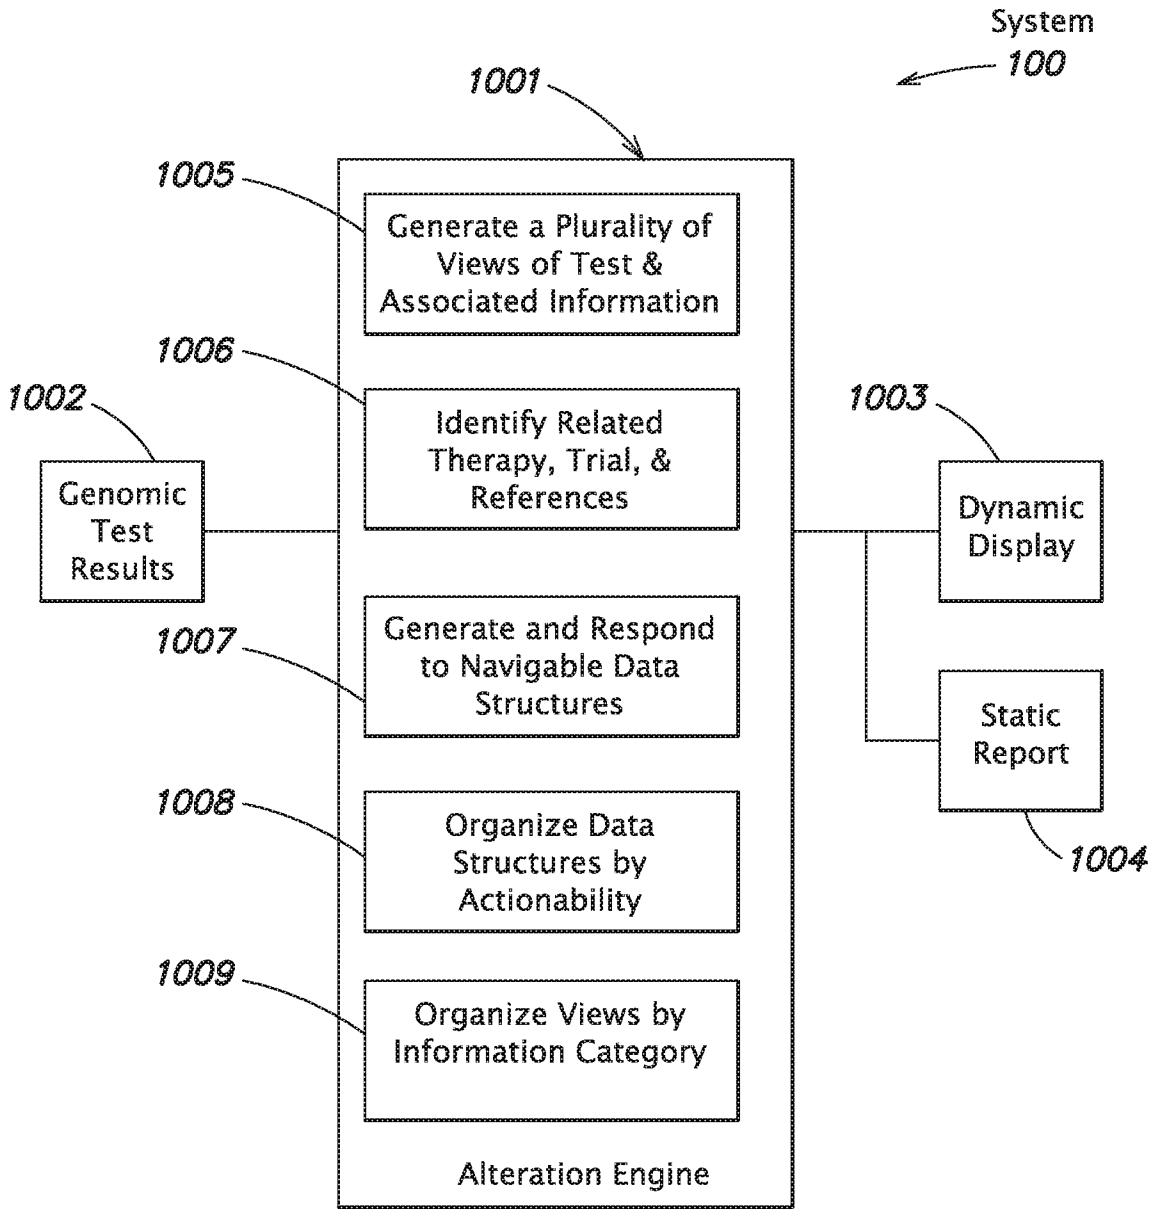 System
100
1001
1005
Generate a Plurality of
Views of Test &
Associated Information
1006
Identify Related
Therapy, Trial, &
References
1002
Genomic
Test
Results
1003
Dynamic
Display
1007
Generate and Respond
to Navigable Data
Structures
Static
Report
1004
1008
Organize Data
Structures by
Actionability
1009
Organize Views by
Information Category
Alteration Engine